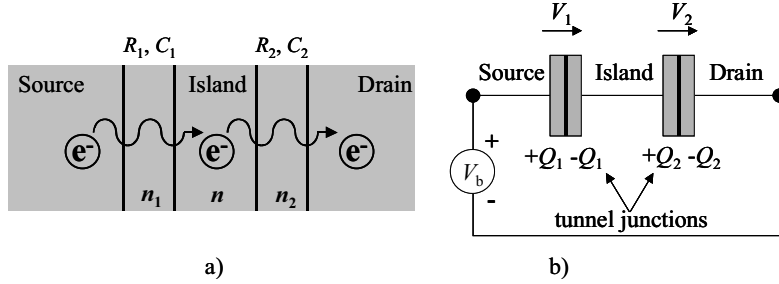 R₁, C₁ R₂, C₂
Source Island Drain
e⁻ e⁻ e⁻
n₁ n n₂
a)
V₁ V₂
Source Island Drain
+
V_b
-
+Q₁ -Q₁ +Q₂ -Q₂
tunnel junctions
b)